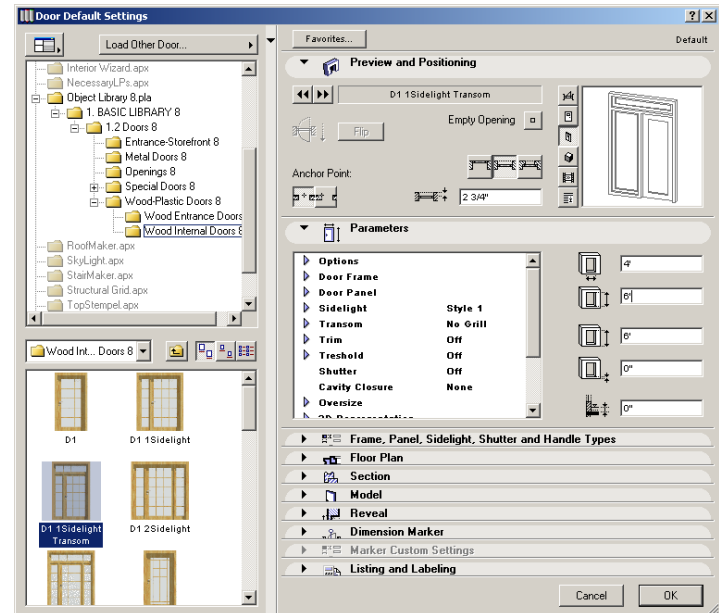 Door Default Settings
Load Other Door...
Interior Wizard.apx
NecessaryLPs.apx
Object Library 8.pla
1. BASIC LIBRARY 8
1.2 Doors 8
Entrance-Storefront 8
Metal Doors 8
Openings 8
Special Doors 8
Wood-Plastic Doors 8
Wood Entrance Doors
Wood Internal Doors 8
RoofMaker.apx
SkyLight.apx
StairMaker.apx
Structural Grid.apx
TopStempel.apx
Wood Int... Doors 8
D1
D1 1Sidelight
D1 1Sidelight
Transom
D1 2Sidelight
Favorites...
Default
Preview and Positioning
D1 1Sidelight Transom
Flip
Empty Opening
Anchor Point:
2 3/4"
Parameters
Options
Door Frame
Door Panel
Sidelight Style 1
Transom No Grill
Trim Off
Treshold Off
Shutter Off
Cavity Closure None
Oversize
3D Representation
4'
6'
6'
0"
0"
Frame, Panel, Sidelight, Shutter and Handle Types
Floor Plan
Section
Model
Reveal
Dimension Marker
Marker Custom Settings
Listing and Labeling
Cancel
OK